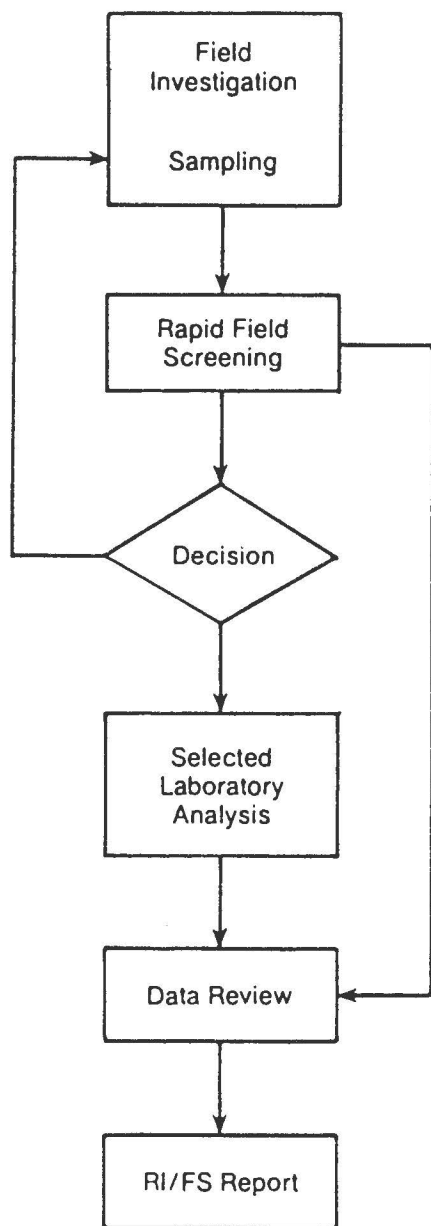 Field
Investigation
Sampling
Rapid Field
Screening
Decision
Selected
Laboratory
Analysis
Data Review
RI/FS Report